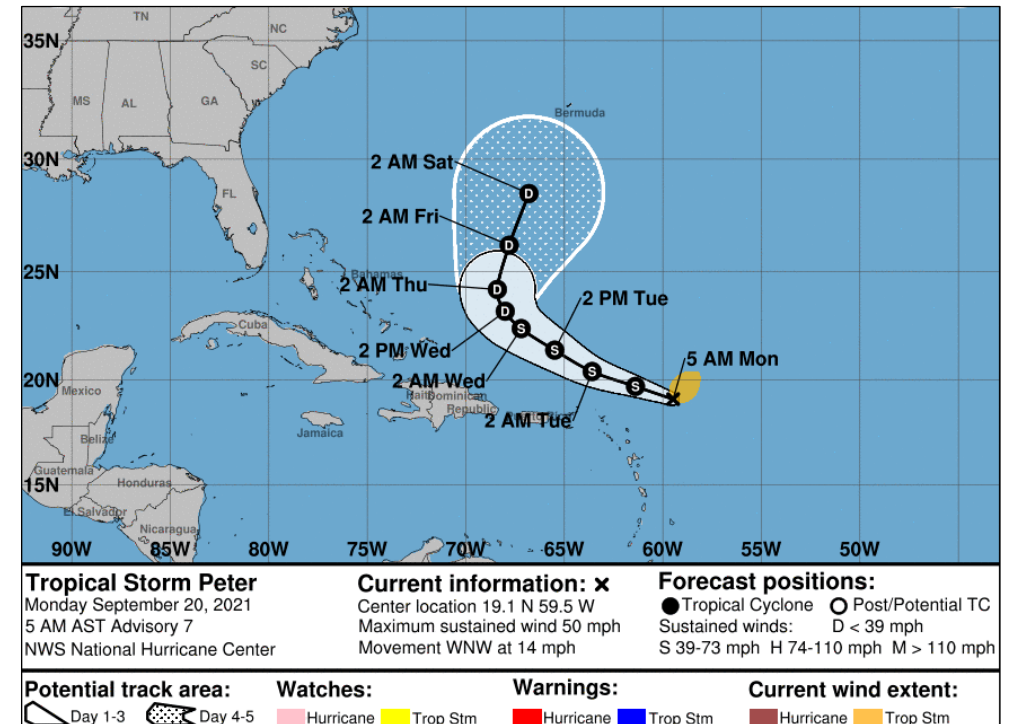 TN
NC
35N
SC
MS
AL
GA
Bermuda
30N
2 AM Sat
FL
2 AM Fri
25N
Bahamas
2 AM Thu
2 PM Tue
Cuba
2 PM Wed
5 AM Mon
20N
2 AM Wed
Mexico
Haiti
Dominican
Republic
2 AM Tue
Jamaica
Belize
Guatemala
15N
Honduras
El Salvador
Nicaragua
90W 85W 80W 75W 70W 65W 60W 55W 50W
D
D
D
D
S
S
S
S
Tropical Storm Peter
Monday September 20, 2021
5 AM AST Advisory 7
NWS National Hurricane Center
Current information: ×
Center location 19.1 N 59.5 W
Maximum sustained wind 50 mph
Movement WNW at 14 mph
Forecast positions:
Tropical Cyclone Post/Potential TC
Sustained winds: D < 39 mph
S 39-73 mph H 74-110 mph M > 110 mph
Potential track area:
Day 1-3 Day 4-5
Watches:
Hurricane Trop Stm
Warnings:
Hurricane Trop Stm
Current wind extent:
Hurricane Trop Stm